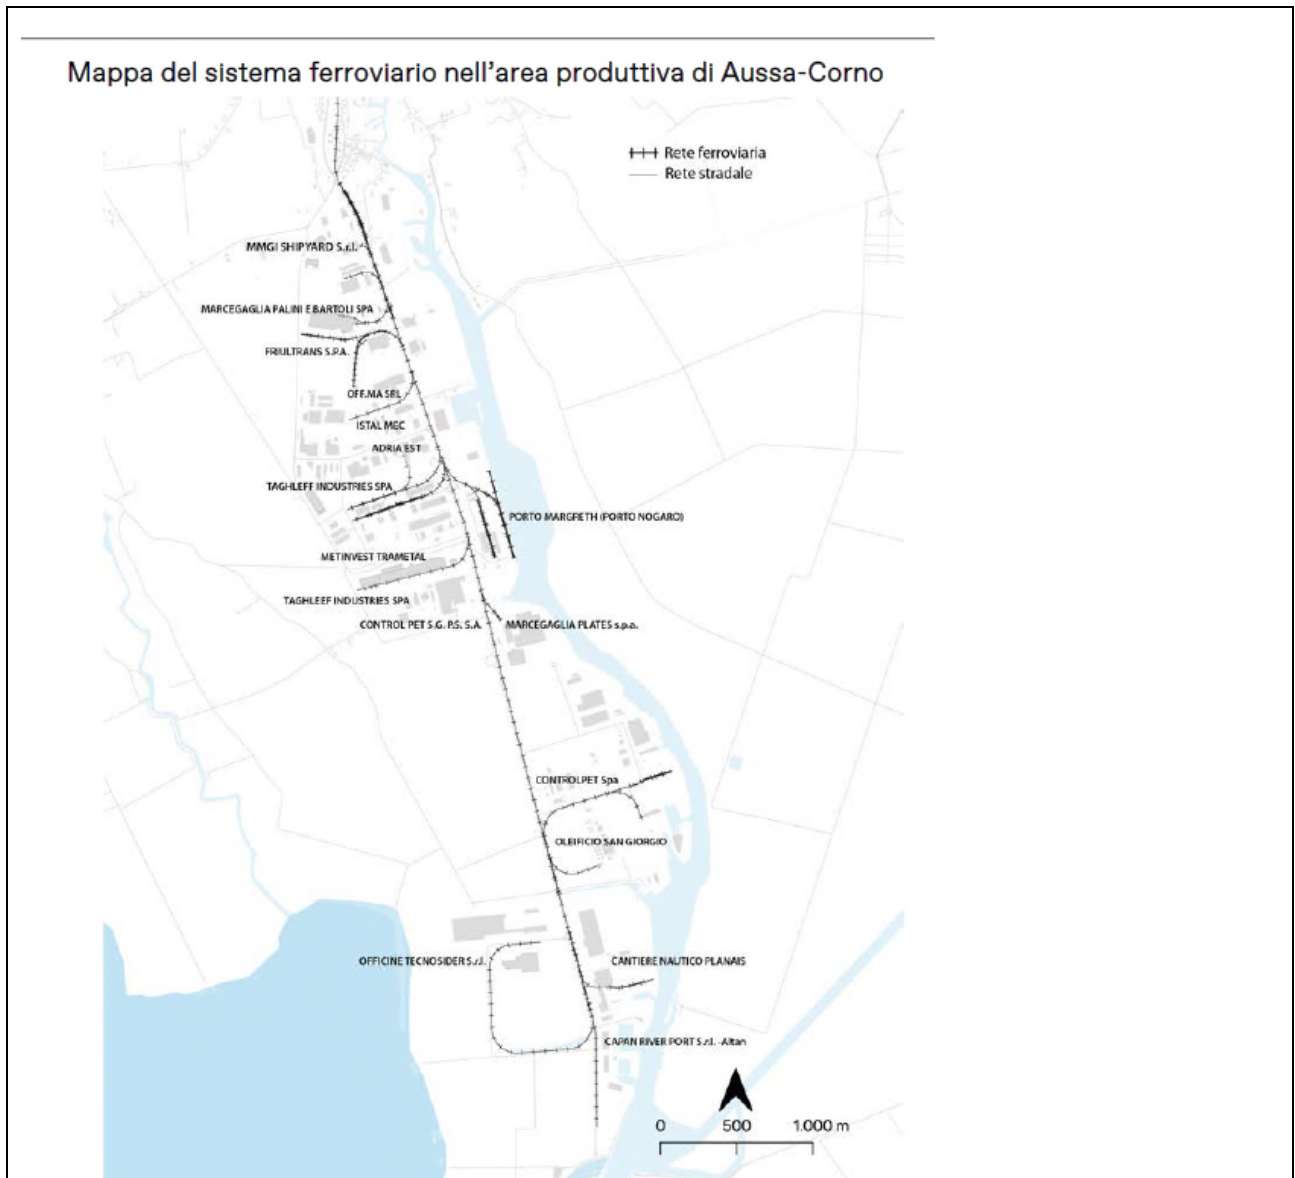 Mappa del sistema ferroviario nell'area produttiva di Aussa-Corno
Rete ferroviaria
Rete stradale
MMGI SHIPYARD S.r.l.
MARCEGAGLIA PALINI E BARTOLI SPA
FRIULTRANS S.P.A.
OFF.MA SRL
ISTAL MEC
ADRIA EST
TAGHLEFF INDUSTRIES SPA
PORTO MARGRETH (PORTO NOGARO)
METINVEST TRAMETAL
TAGHLEEF INDUSTRIES SPA
CONTROL PET S.G. P.S. S.A.
MARCEGAGLIA PLATES s.p.a.
CONTROLPET Spa
OLEIFICIO SAN GIORGIO
OFFICINE TECNOSIDER S.r.l.
CANTIERE NAUTICO PLANAIS
CAPAN RIVER PORT S.r.l. -Altan
0 500 1.000 m